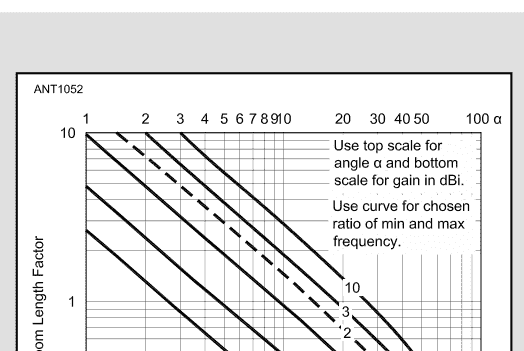 ANT1052
1 2 3 4 5 6 7 8 9 10 20 30 40 50 100 α
10
Use top scale for
angle α and bottom
scale for gain in dBi.
Use curve for chosen
ratio of min and max
frequency.
Length Factor
10
1
3
2